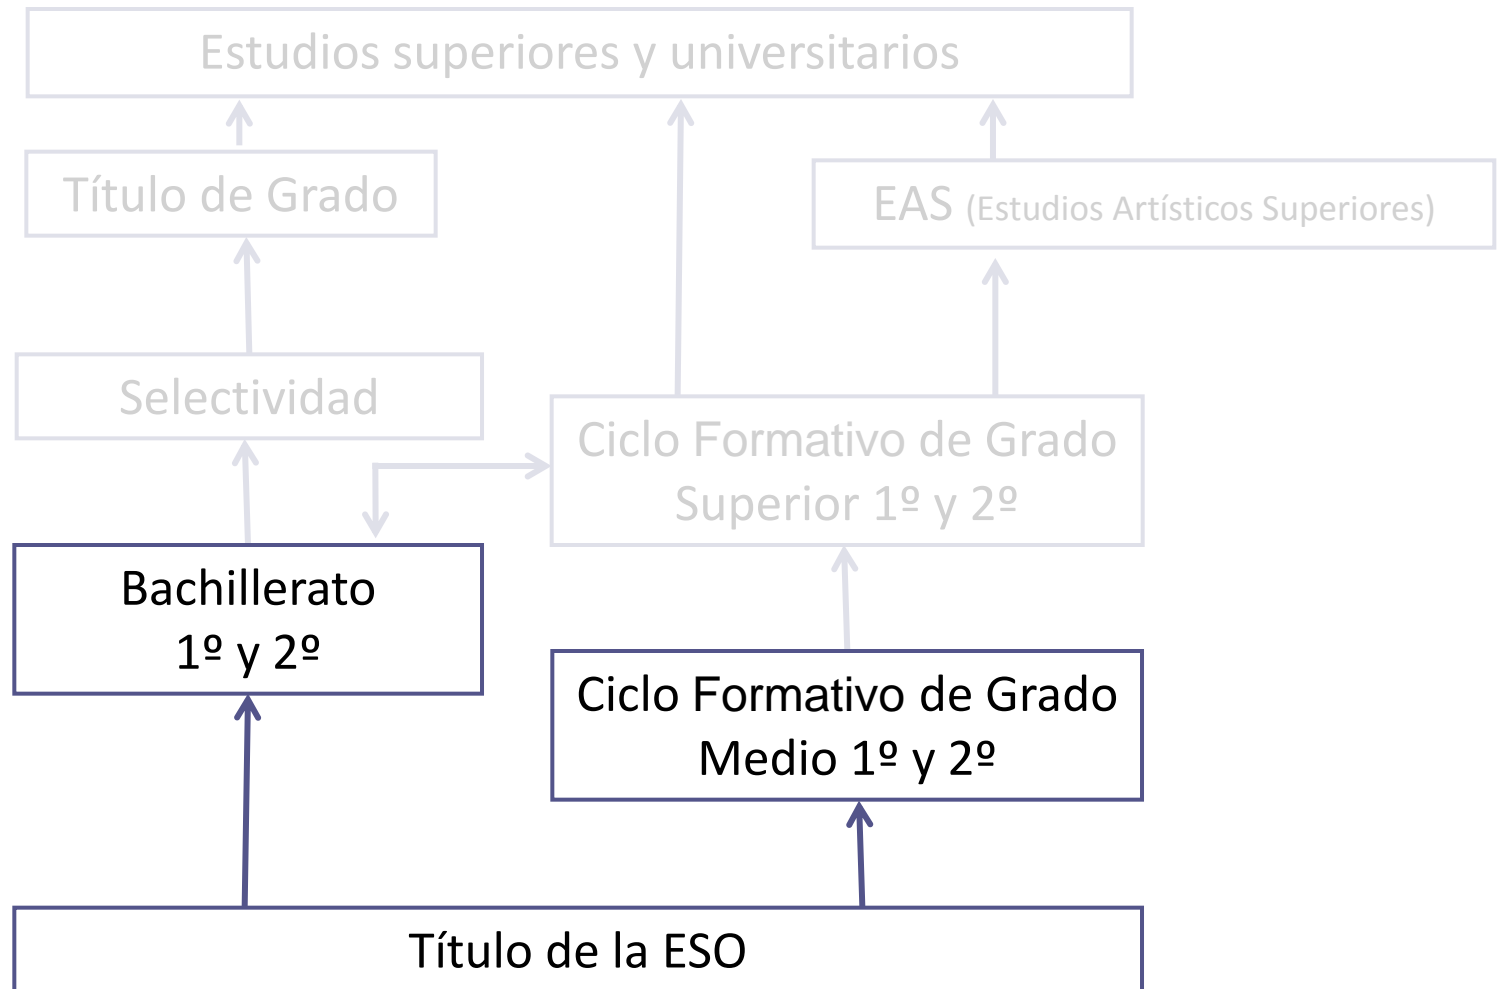 Estudios superiores y universitarios
Título de Grado
EAS (Estudios Artísticos Superiores)
Selectividad
Ciclo Formativo de Grado
Superior 1º y 2º
Bachillerato
1º y 2º
Ciclo Formativo de Grado
Medio 1º y 2º
Título de la ESO